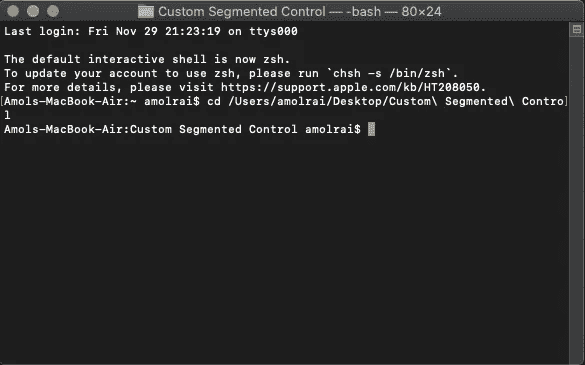 Custom Segmented Control — -bash — 80×24
Last login: Fri Nov 29 21:23:19 on ttys000
The default interactive shell is now zsh.
To update your account to use zsh, please run `chsh -s /bin/zsh`.
For more details, please visit https://support.apple.com/kb/HT208050.
[Amols-MacBook-Air:~ amolrai$ cd /Users/amolrai/Desktop/Custom\ Segmented\ Contro]
l
Amols-MacBook-Air:Custom Segmented Control amolrai$